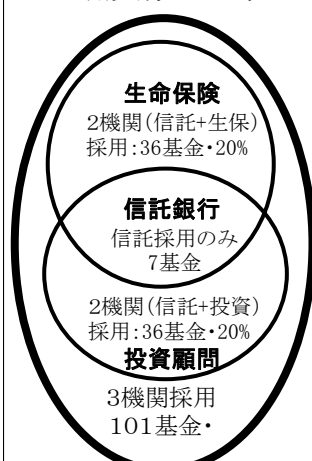 生命保険
2機関(信託+生保)
採用:36基金・20%
信託銀行
信託採用のみ
7基金
2機関(信託+投資)
採用:36基金・20%
投資顧問
3機関採用
101基金・